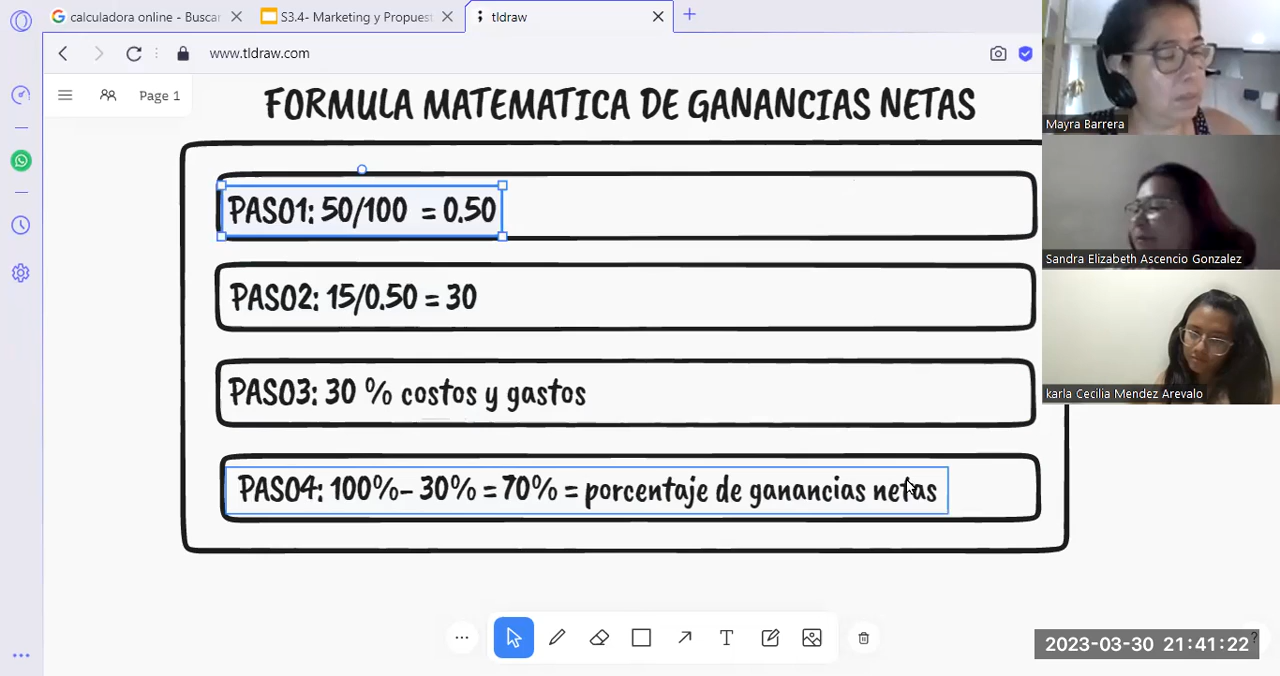 calculadora online - Buscar
S3.4- Marketing y Propuest
tldraw
www.tldraw.com
Page 1
FORMULA MATEMATICA DE GANANCIAS NETAS
PASO1: 50/100 = 0.50
PASO2: 15/0.50 = 30
PASO3: 30 % costos y gastos
PASO4: 100%- 30% = 70% = porcentaje de ganancias netas
Mayra Barrera
Sandra Elizabeth Ascencio Gonzalez
karla Cecilia Mendez Arevalo
T
2023-03-30 21:41:22
?